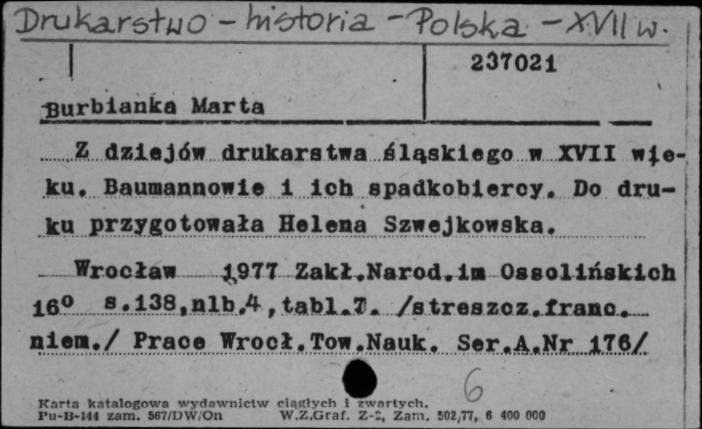 Drukarstwo - historia - Polska - XVII w.
237021
Burbianka Marta
Z dziejów drukarstwa śląskiego w XVII wie-
ku. Baumannowie i ich spadkobiercy. Do dru-
ku przygotowała Helena Szwejkowska.
Wrocław 1977 Zakł.Narod.im Ossolińskich
16° s.138,nlb.4,tabl.7. /streszcz.franc.
niem./ Prace Wrocł.Tow.Nauk. Ser.A.Nr 176/
6
Karta katalogowa wydawnictw ciągłych i zwartych.
Pu-B-144 zam. 567/DW/On W.Z.Graf. Z-2, Zam. 502/77, 6 400 000